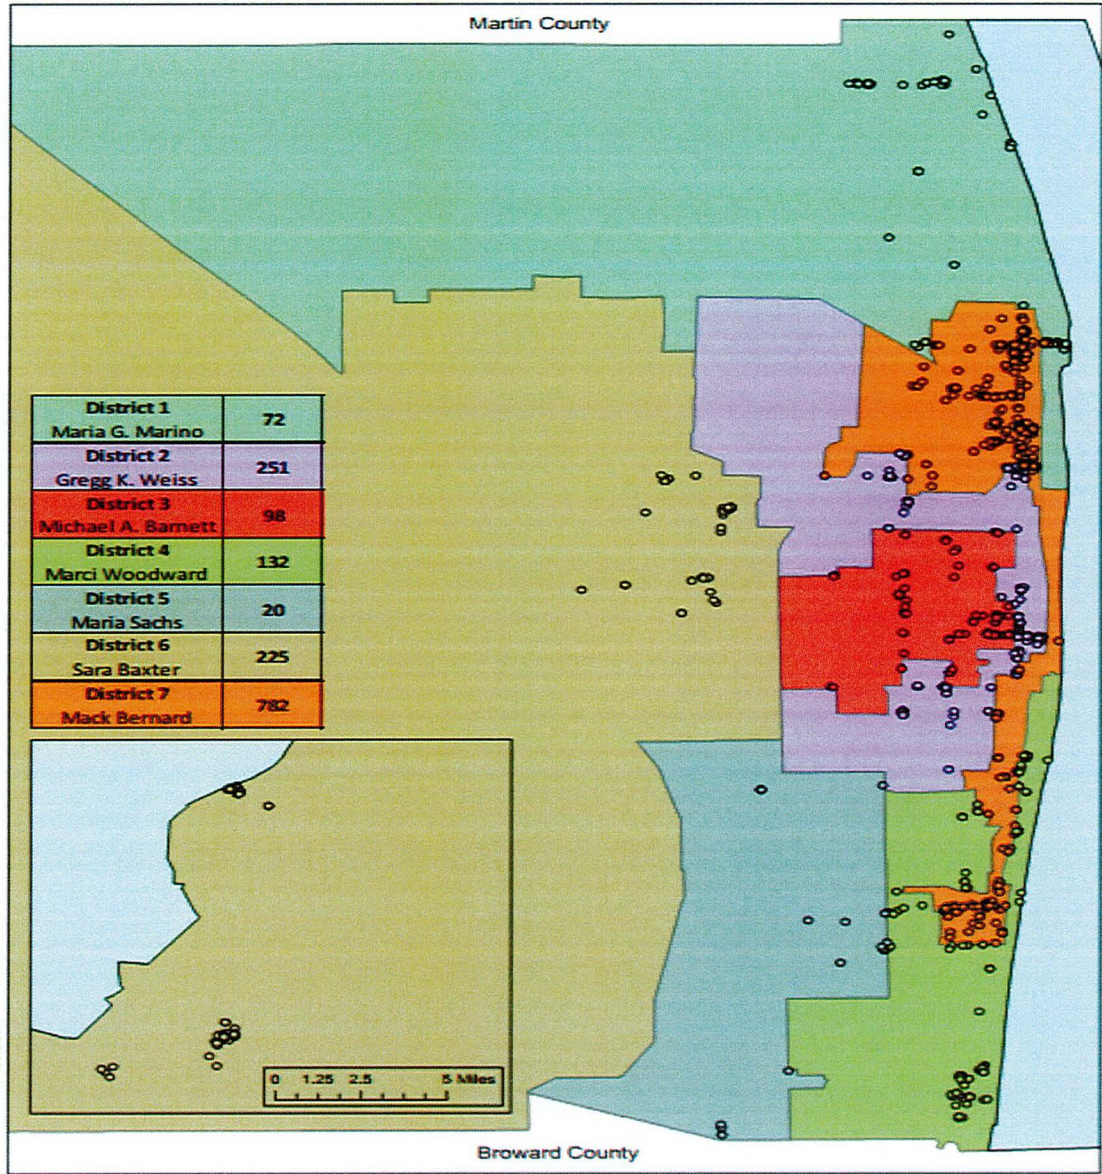 Martin County
District 1
Maria G. Marino
72
District 2
Gregg K. Weiss
251
District 3
Michael A. Barnett
98
District 4
Marci Woodward
132
District 5
Maria Sachs
20
District 6
Sara Baxter
225
District 7
Mack Bernard
782
0 1.25 2.5 5 Miles
Broward County